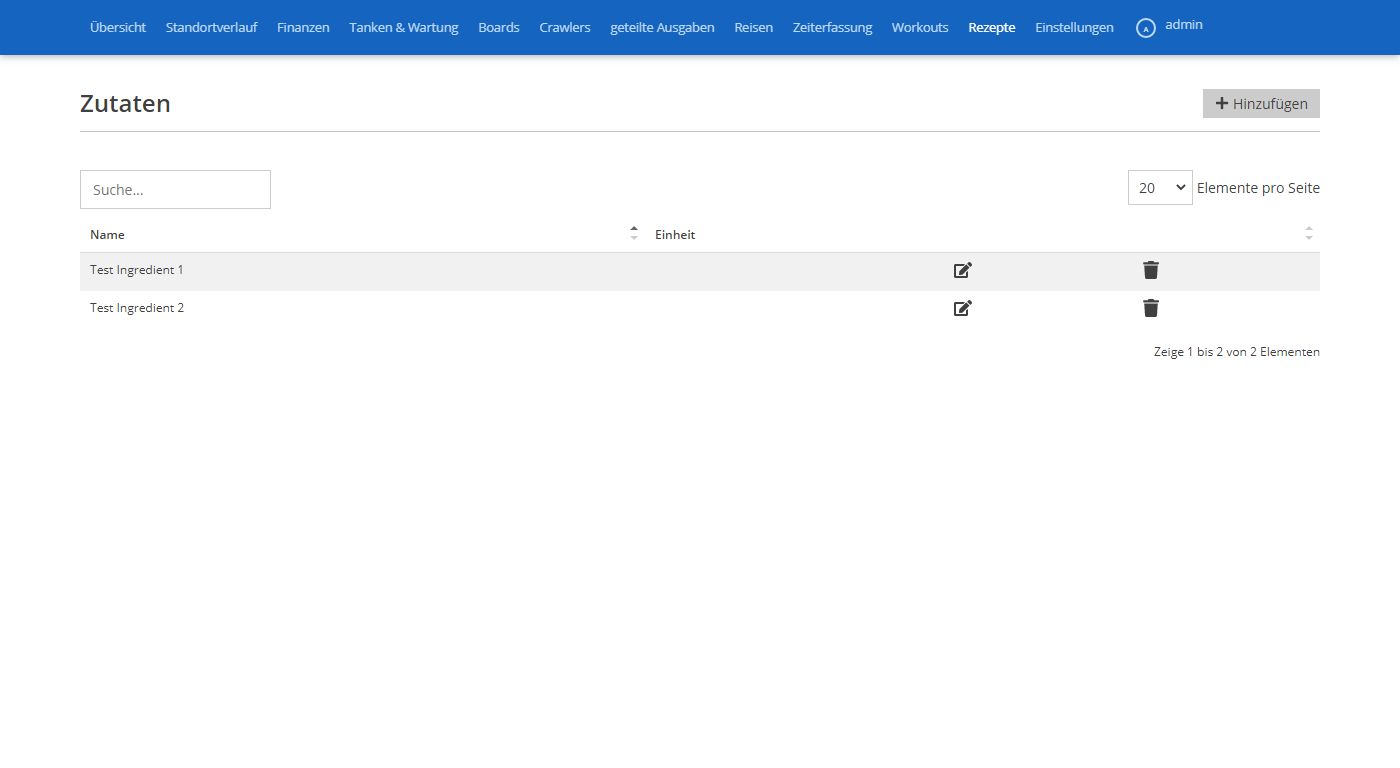 Übersicht Standortverlauf Finanzen Tanken & Wartung Boards Crawlers geteilte Ausgaben Reisen Zeiterfassung Workouts Rezepte Einstellungen A admin
Zutaten Hinzufügen
Suche... 20 Elemente pro Seite
Name Einheit
Test Ingredient 1
Test Ingredient 2
Zeige 1 bis 2 von 2 Elementen